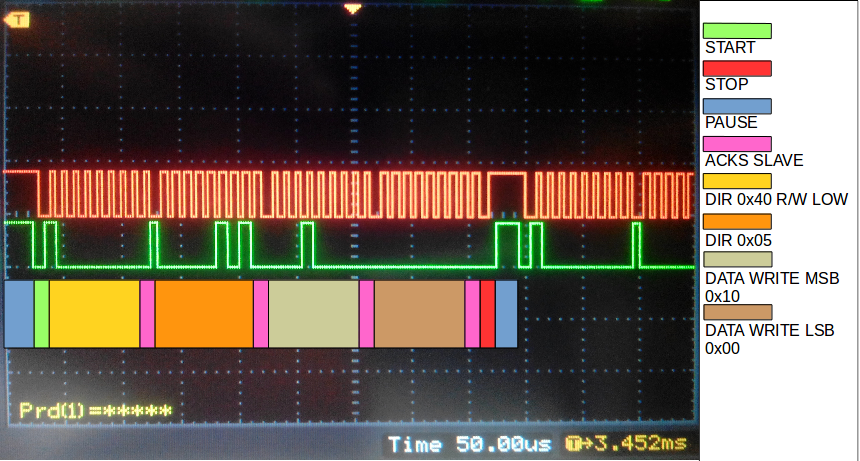 T
START
STOP
PAUSE
ACKS SLAVE
DIR 0x40 R/W LOW
DIR 0x05
DATA WRITE MSB
0x10
DATA WRITE LSB
0x00
Prd(1)=*****
Time 50.00us T→3.452ms